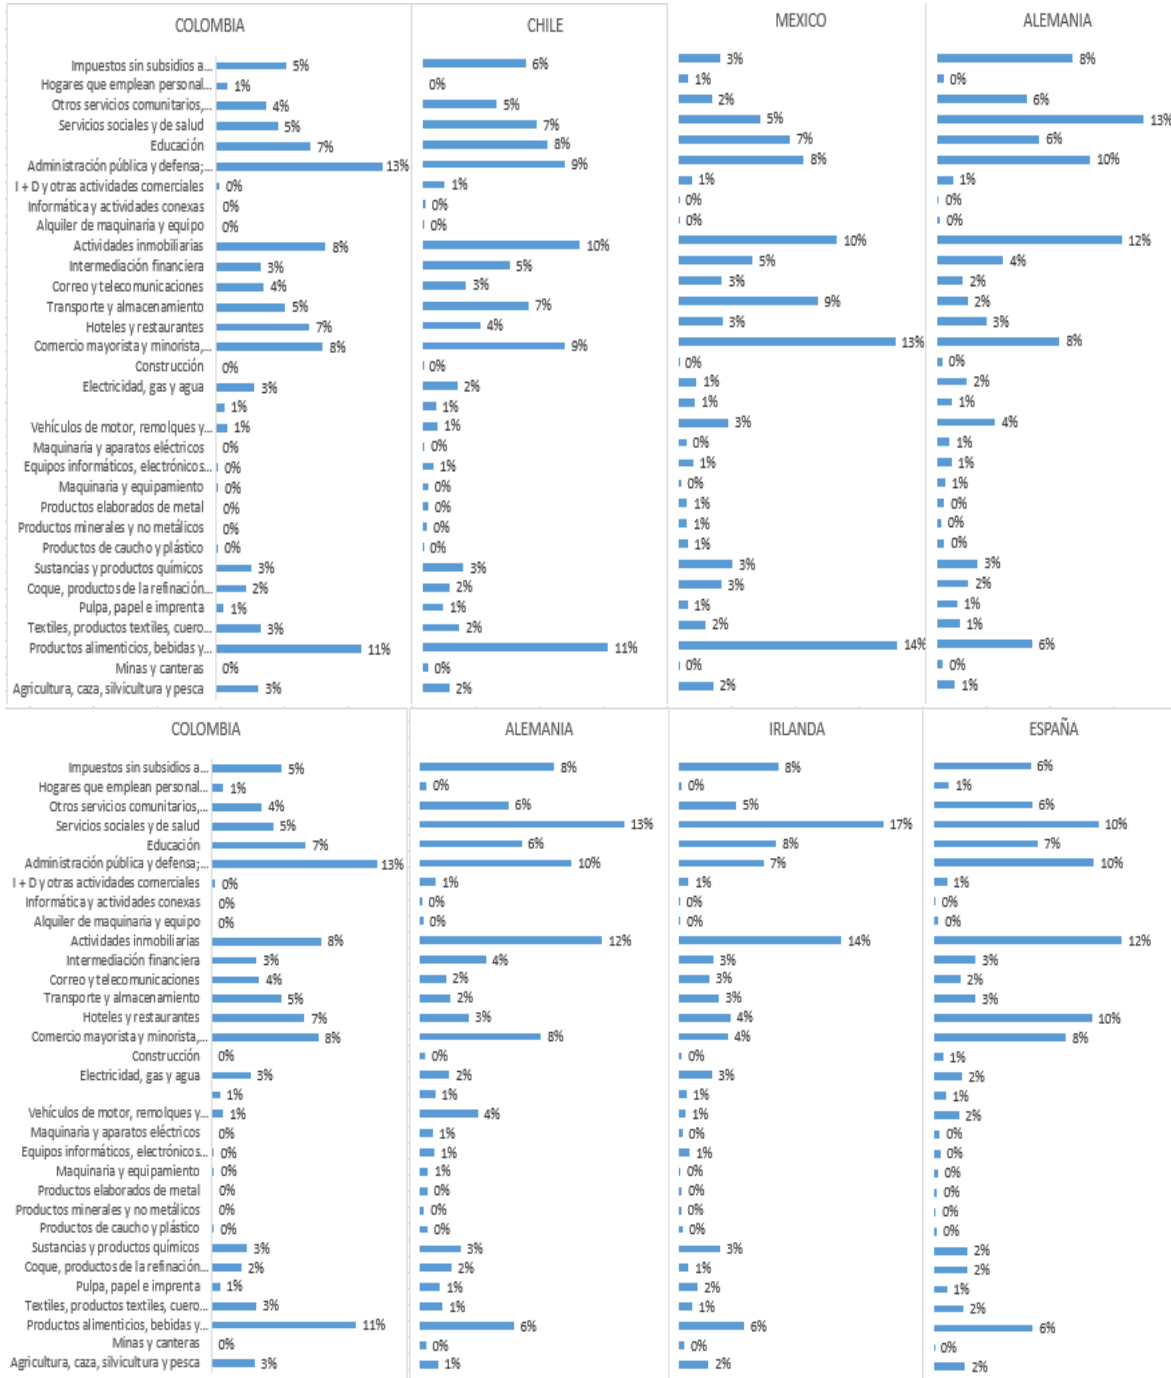 COLOMBIA CHILE MEXICO ALEMANIA
Impuestos sin subsidios a... 5% 6% 3% 8%
Hogares que emplean personal... 1% 0% 1% 0%
Otros servicios comunitarios,... 4% 5% 2% 6%
Servicios sociales y de salud 5% 7% 5% 13%
Educación 7% 8% 7% 6%
Administración pública y defensa;... 13% 9% 8% 10%
I + D y otras actividades comerciales 0% 1% 1% 1%
Informática y actividades conexas 0% 0% 0% 0%
Alquiler de maquinaria y equipo 0% 0% 0% 0%
Actividades inmobiliarias 8% 10% 10% 12%
Intermediación financiera 3% 5% 5% 4%
Correo y telecomunicaciones 4% 3% 3% 2%
Transporte y almacenamiento 5% 7% 9% 2%
Hoteles y restaurantes 7% 4% 3% 3%
Comercio mayorista y minorista,... 8% 9% 13% 8%
Construcción 0% 0% 0% 0%
Electricidad, gas y agua 3% 2% 1% 2%
1% 1% 1% 1%
Vehículos de motor, remolques y... 1% 1% 3% 4%
Maquinaria y aparatos eléctricos 0% 0% 0% 1%
Equipos informáticos, electrónicos... 0% 1% 1% 1%
Maquinaria y equipamiento 0% 0% 0% 1%
Productos elaborados de metal 0% 0% 1% 0%
Productos minerales y no metálicos 0% 0% 1% 0%
Productos de caucho y plástico 0% 0% 1% 0%
Sustancias y productos químicos 3% 3% 3% 3%
Coque, productos de la refinación... 2% 2% 3% 2%
Pulpa, papel e imprenta 1% 1% 1% 1%
Textiles, productos textiles, cuero... 3% 2% 2% 1%
Productos alimenticios, bebidas y... 11% 11% 14% 6%
Minas y canteras 0% 0% 0% 0%
Agricultura, caza, silvicultura y pesca 3% 2% 2% 1%
COLOMBIA ALEMANIA IRLANDA ESPAÑA
Impuestos sin subsidios a... 5% 8% 8% 6%
Hogares que emplean personal... 1% 0% 0% 1%
Otros servicios comunitarios,... 4% 6% 5% 6%
Servicios sociales y de salud 5% 13% 17% 10%
Educación 7% 6% 8% 7%
Administración pública y defensa;... 13% 10% 7% 10%
I + D y otras actividades comerciales 0% 1% 1% 1%
Informática y actividades conexas 0% 0% 0% 0%
Alquiler de maquinaria y equipo 0% 0% 0% 0%
Actividades inmobiliarias 8% 12% 14% 12%
Intermediación financiera 3% 4% 3% 3%
Correo y telecomunicaciones 4% 2% 3% 2%
Transporte y almacenamiento 5% 2% 3% 3%
Hoteles y restaurantes 7% 3% 4% 10%
Comercio mayorista y minorista,... 8% 8% 4% 8%
Construcción 0% 0% 0% 1%
Electricidad, gas y agua 3% 2% 3% 2%
1% 1% 1% 1%
Vehículos de motor, remolques y... 1% 4% 1% 2%
Maquinaria y aparatos eléctricos 0% 1% 0% 0%
Equipos informáticos, electrónicos... 0% 1% 1% 0%
Maquinaria y equipamiento 0% 1% 0% 0%
Productos elaborados de metal 0% 0% 0% 0%
Productos minerales y no metálicos 0% 0% 0% 0%
Productos de caucho y plástico 0% 0% 0% 0%
Sustancias y productos químicos 3% 3% 3% 2%
Coque, productos de la refinación... 2% 2% 1% 2%
Pulpa, papel e imprenta 1% 1% 2% 1%
Textiles, productos textiles, cuero... 3% 1% 1% 2%
Productos alimenticios, bebidas y... 11% 6% 6% 6%
Minas y canteras 0% 0% 0% 0%
Agricultura, caza, silvicultura y pesca 3% 1% 2% 2%